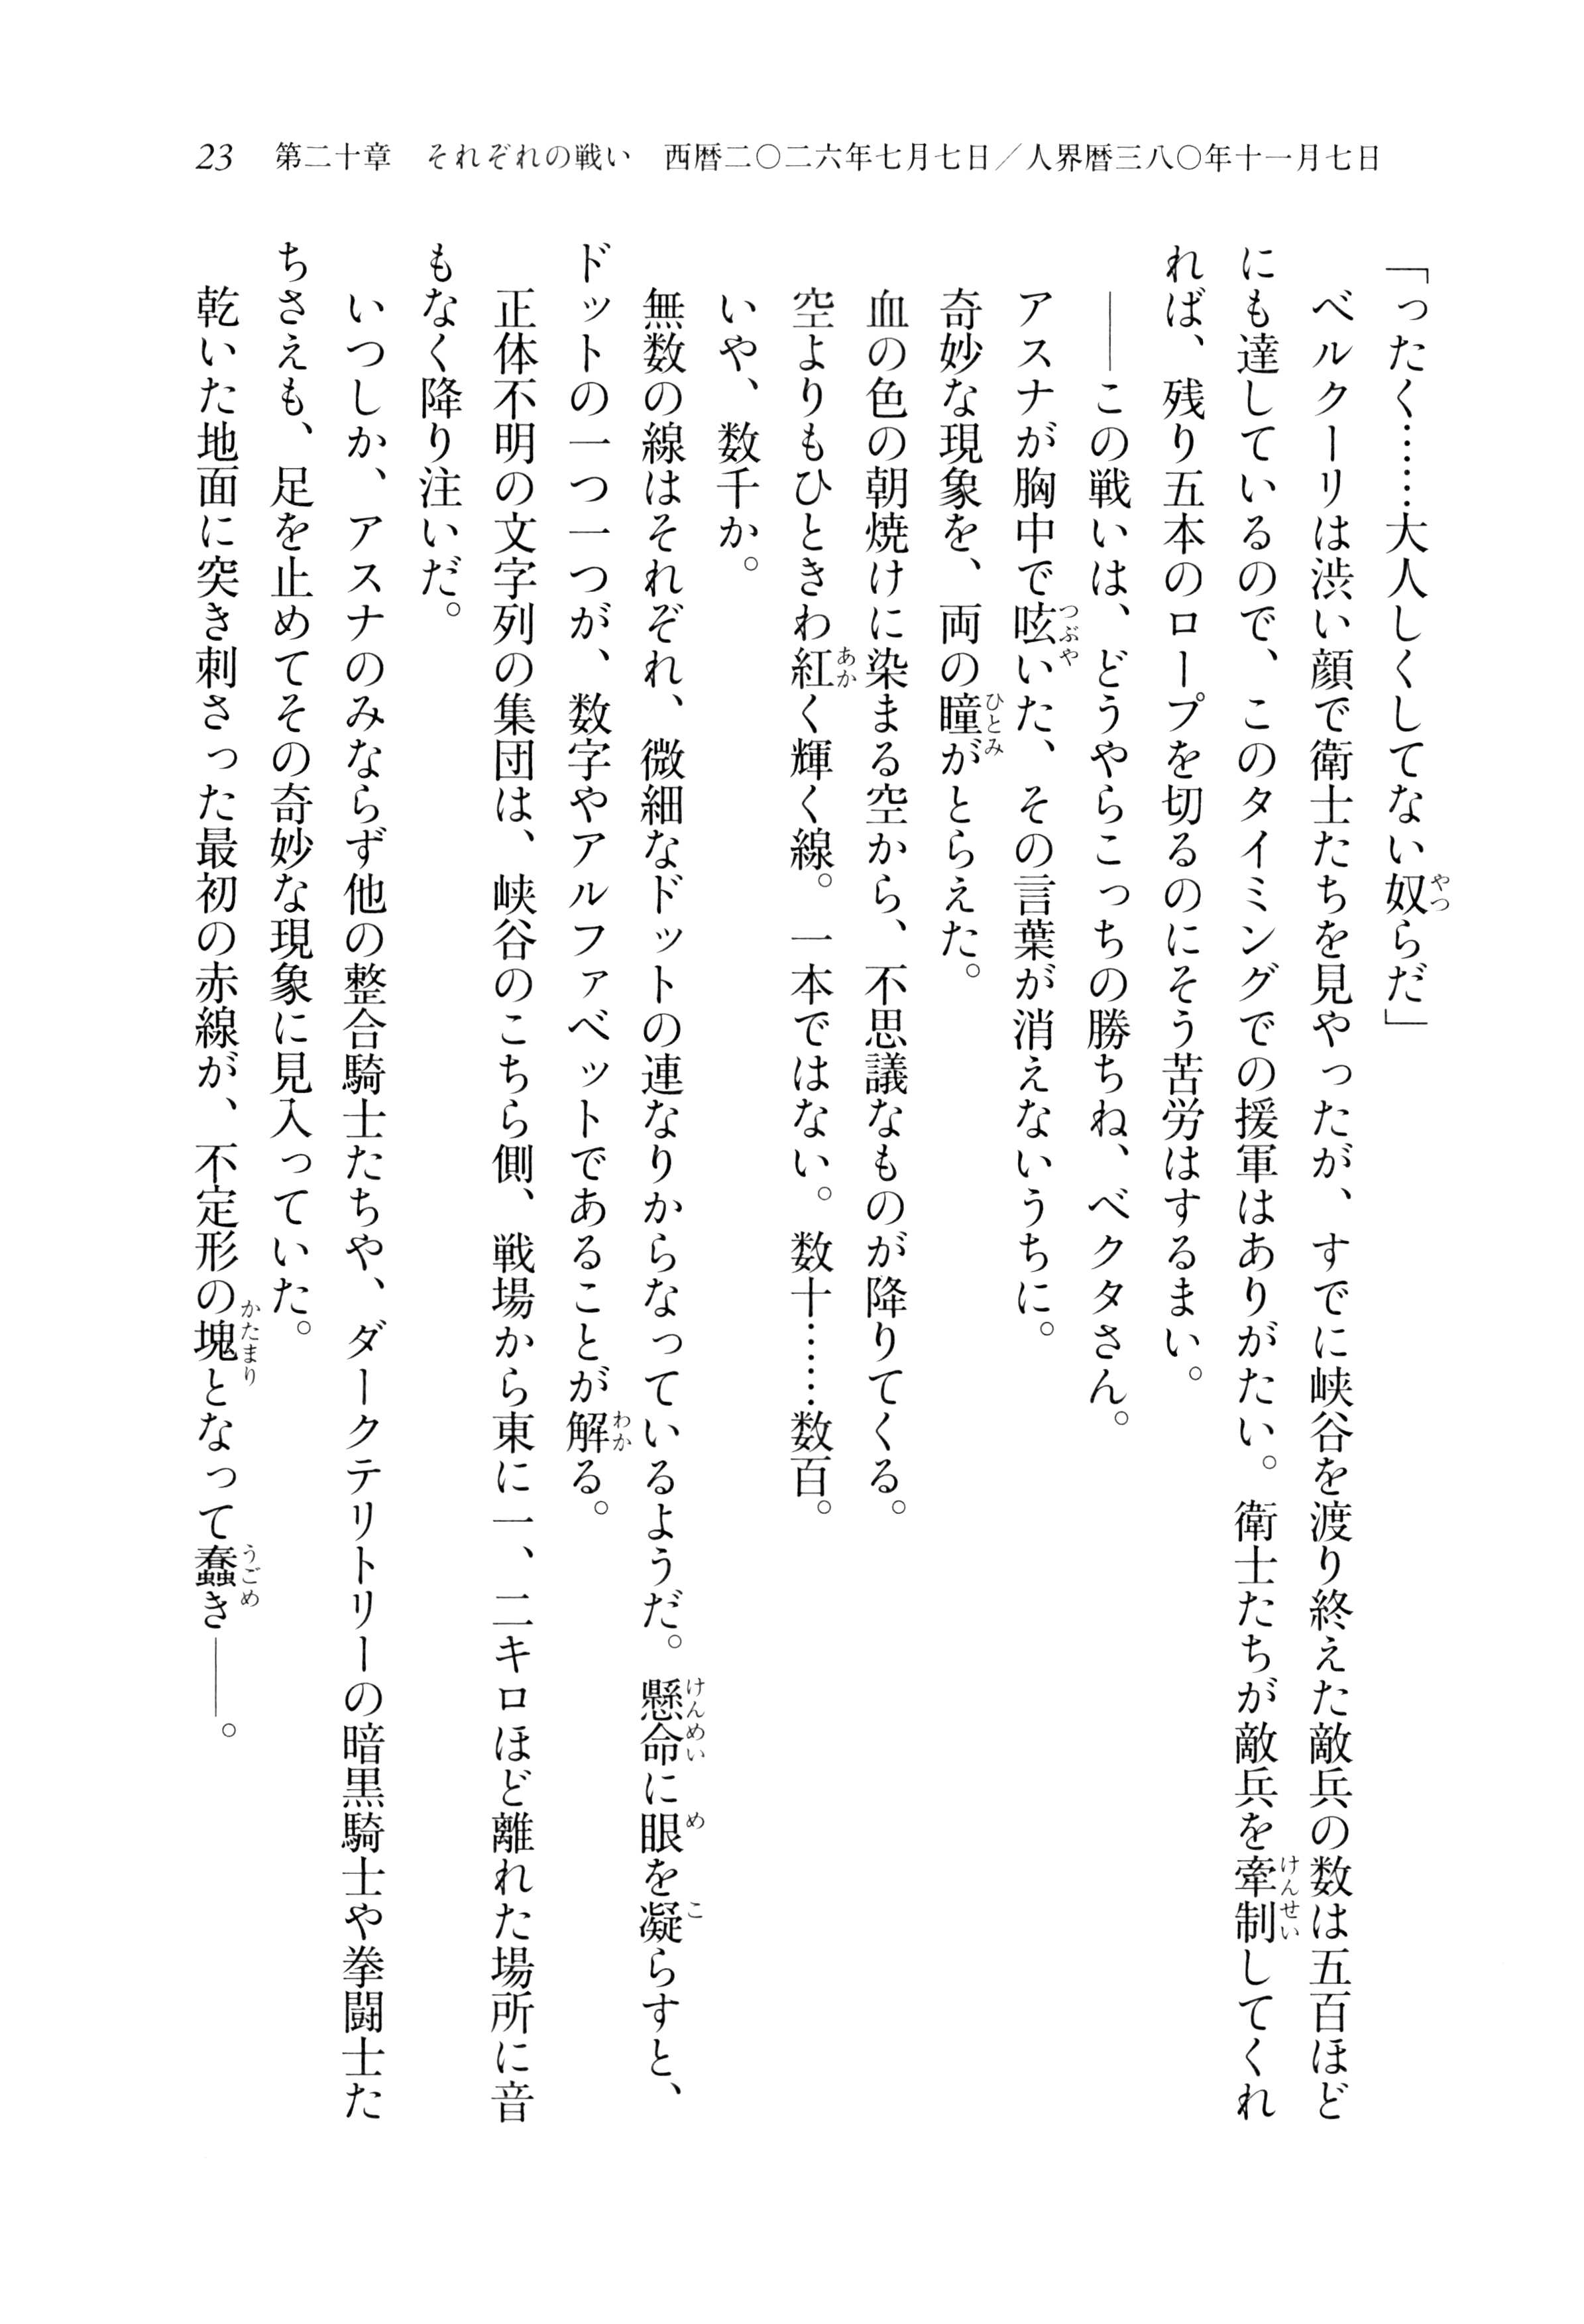 23　第二十章　それぞれの戦い　西暦二〇二六年七月七日／人界暦三八〇年十一月七日
「ったく……大人しくしてない奴らだ」
ベルクーリは渋い顔で衛士たちを見やったが、すでに峡谷を渡り終えた敵兵の数は五百ほど
にも達しているので、このタイミングでの援軍はありがたい。衛士たちが敵兵を牽制してくれ
れば、残り五本のロープを切るのにそう苦労はするまい。
――この戦いは、どうやらこっちの勝ちね、ベクタさん。
アスナが胸中で呟いた、その言葉が消えないうちに。
奇妙な現象を、両の瞳がとらえた。
血の色の朝焼けに染まる空から、不思議なものが降りてくる。
空よりもひときわ紅く輝く線。一本ではない。数十……数百。
いや、数千か。
無数の線はそれぞれ、微細なドットの連なりからなっているようだ。懸命に眼を凝らすと、
ドットの一つ一つが、数字やアルファベットであることが解る。
正体不明の文字列の集団は、峡谷のこちら側、戦場から東に一、二キロほど離れた場所に音
もなく降り注いだ。
いつしか、アスナのみならず他の整合騎士たちや、ダークテリトリーの暗黒騎士や拳闘士た
ちさえも、足を止めてその奇妙な現象に見入っていた。
乾いた地面に突き刺さった最初の赤線が、不定形の塊となって蠢き――。